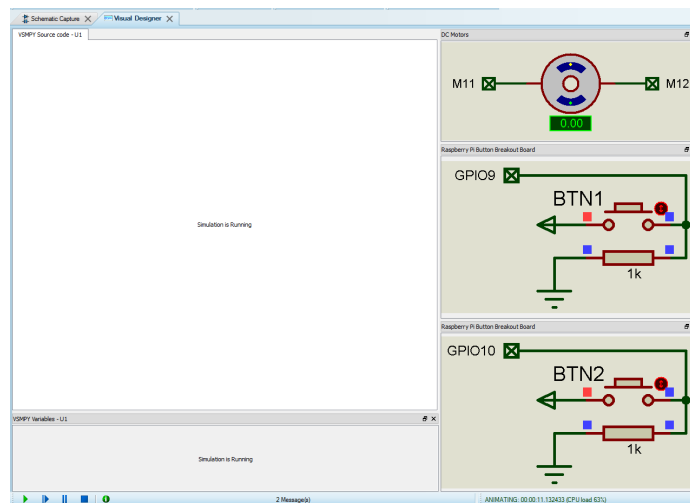 Schematic Capture
Visual Designer
VSMPY Source code - U1
Simulation is Running
VSMPY Variables - U1
Simulation is Running
DC Motors
M11
M12
0.00
Raspberry Pi Button Breakout Board
GPIO9
BTN1
1k
Raspberry Pi Button Breakout Board
GPIO10
BTN2
1k
2 Message(s)
ANIMATING: 00:00:11.132433 (CPU load 63%)